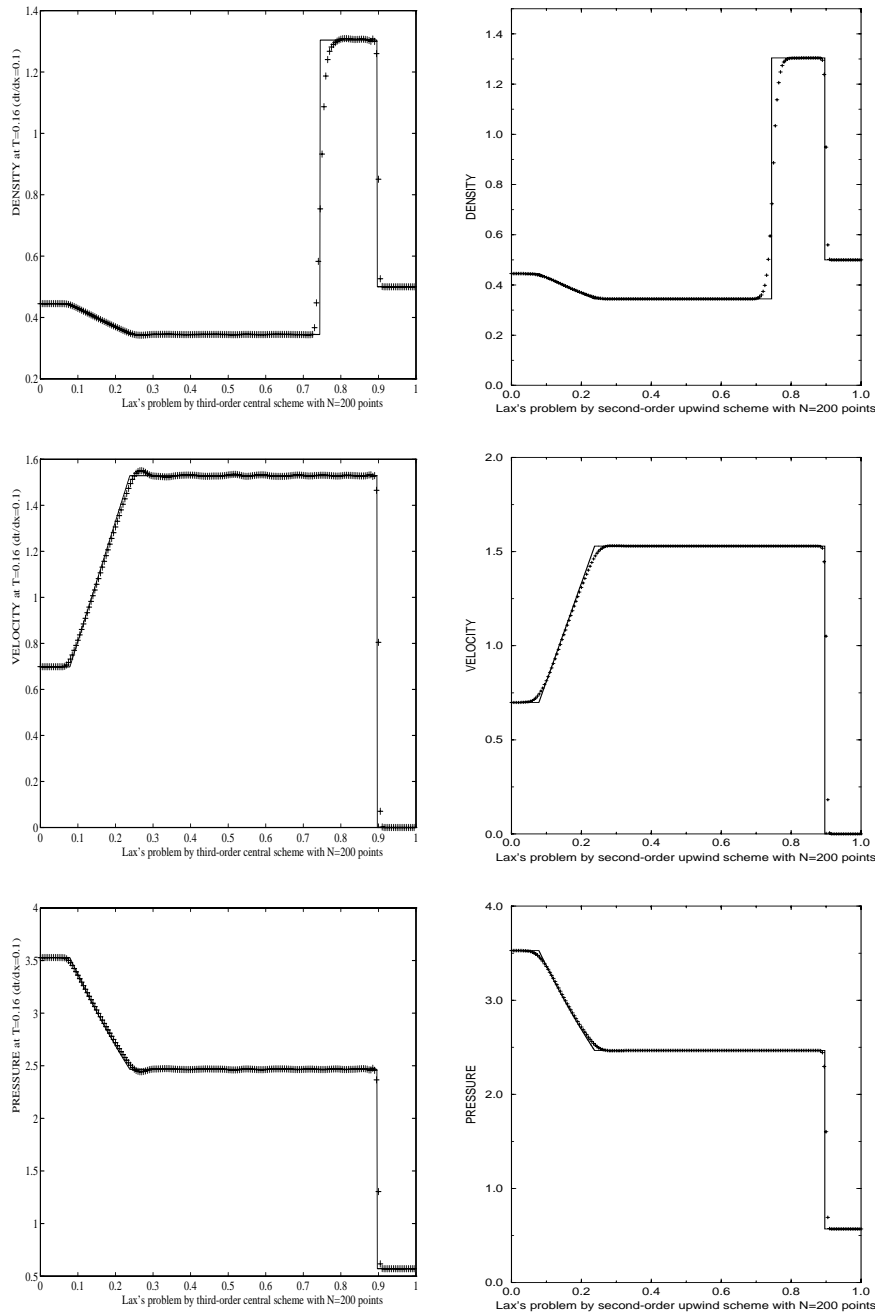 1.4
1.2
1
0.8
0.6
0.4
0.2
DENSITY at T=0.16 (dt/dx=0.1)
0 0.1 0.2 0.3 0.4 0.5 0.6 0.7 0.8 0.9 1
Lax's problem by third-order central scheme with N=200 points
1.4
1.2
1.0
0.8
0.6
0.4
0.2
0.0
DENSITY
0.0 0.2 0.4 0.6 0.8 1.0
Lax's problem by second-order upwind scheme with N=200 points
1.6
1.4
1.2
1
0.8
0.6
0.4
0.2
0
VELOCITY at T=0.16 (dt/dx=0.1)
0 0.1 0.2 0.3 0.4 0.5 0.6 0.7 0.8 0.9 1
Lax's problem by third-order central scheme with N=200 points
2.0
1.5
1.0
0.5
0.0
VELOCITY
0.0 0.2 0.4 0.6 0.8 1.0
Lax's problem by second-order upwind scheme with N=200 points
4
3.5
3
2.5
2
1.5
1
0.5
PRESSURE at T=0.16 (dt/dx=0.1)
0 0.1 0.2 0.3 0.4 0.5 0.6 0.7 0.8 0.9 1
Lax's problem by third-order central scheme with N=200 points
4.0
3.0
2.0
1.0
0.0
PRESSURE
0.0 0.2 0.4 0.6 0.8 1.0
Lax's problem by second-order upwind scheme with N=200 points